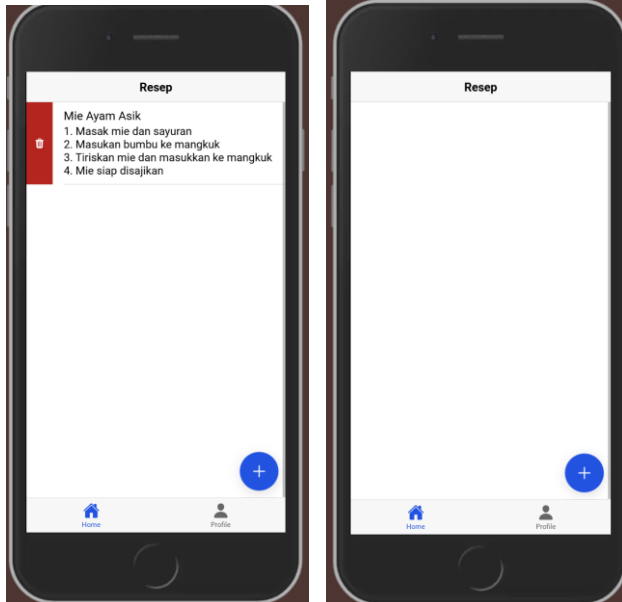 Resep
Mie Ayam Asik
1. Masak mie dan sayuran
2. Masukan bumbu ke mangkuk
3. Tiriskan mie dan masukkan ke mangkuk
4. Mie siap disajikan
Home
Profile
Resep
Home
Profile